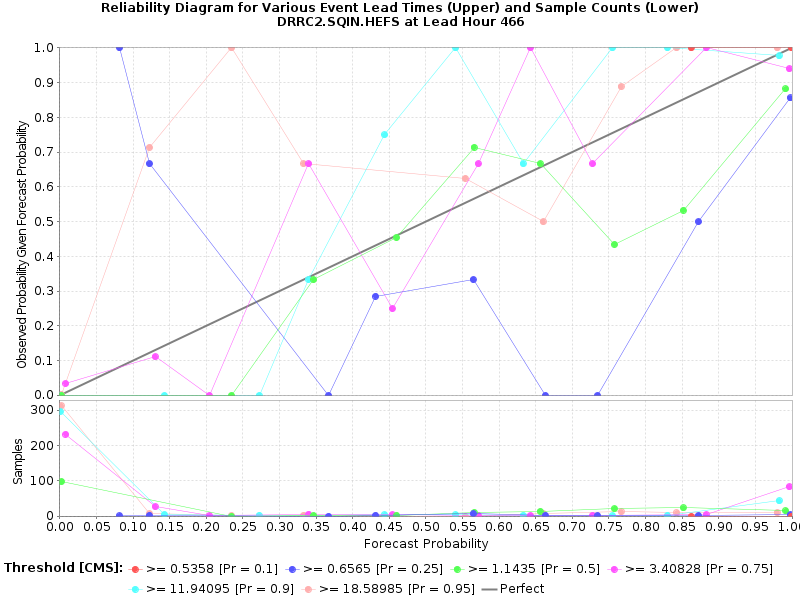 Reliability Diagram for Various Event Lead Times (Upper) and Sample Counts (Lower)
DRRC2.SQIN.HEFS at Lead Hour 466
Observed Probability Given Forecast Probability
1.0
0.9
0.8
0.7
0.6
0.5
0.4
0.3
0.2
0.1
0.0
Samples
300
200
100
0
0.00 0.05 0.10 0.15 0.20 0.25 0.30 0.35 0.40 0.45 0.50 0.55 0.60 0.65 0.70 0.75 0.80 0.85 0.90 0.95 1.0
Forecast Probability
Threshold [CMS]: >= 0.5358 [Pr = 0.1] >= 0.6565 [Pr = 0.25] >= 1.1435 [Pr = 0.5] >= 3.40828 [Pr = 0.75]
>= 11.94095 [Pr = 0.9] >= 18.58985 [Pr = 0.95] Perfect